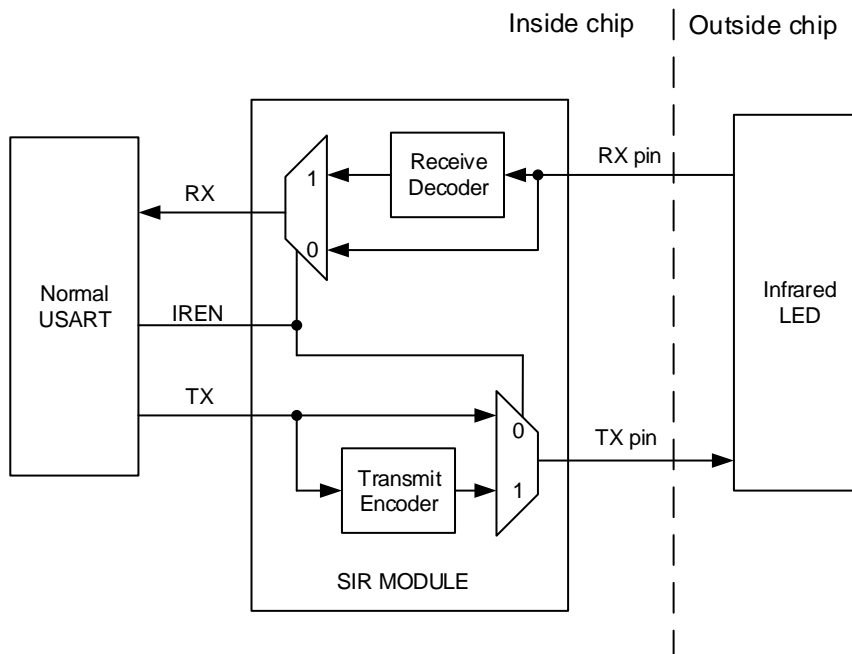 Inside chip
Outside chip
1
Receive
Decoder
RX pin
RX
0
Normal
USART
IREN
Infrared
LED
TX
0
TX pin
Transmit
Encoder
1
SIR MODULE